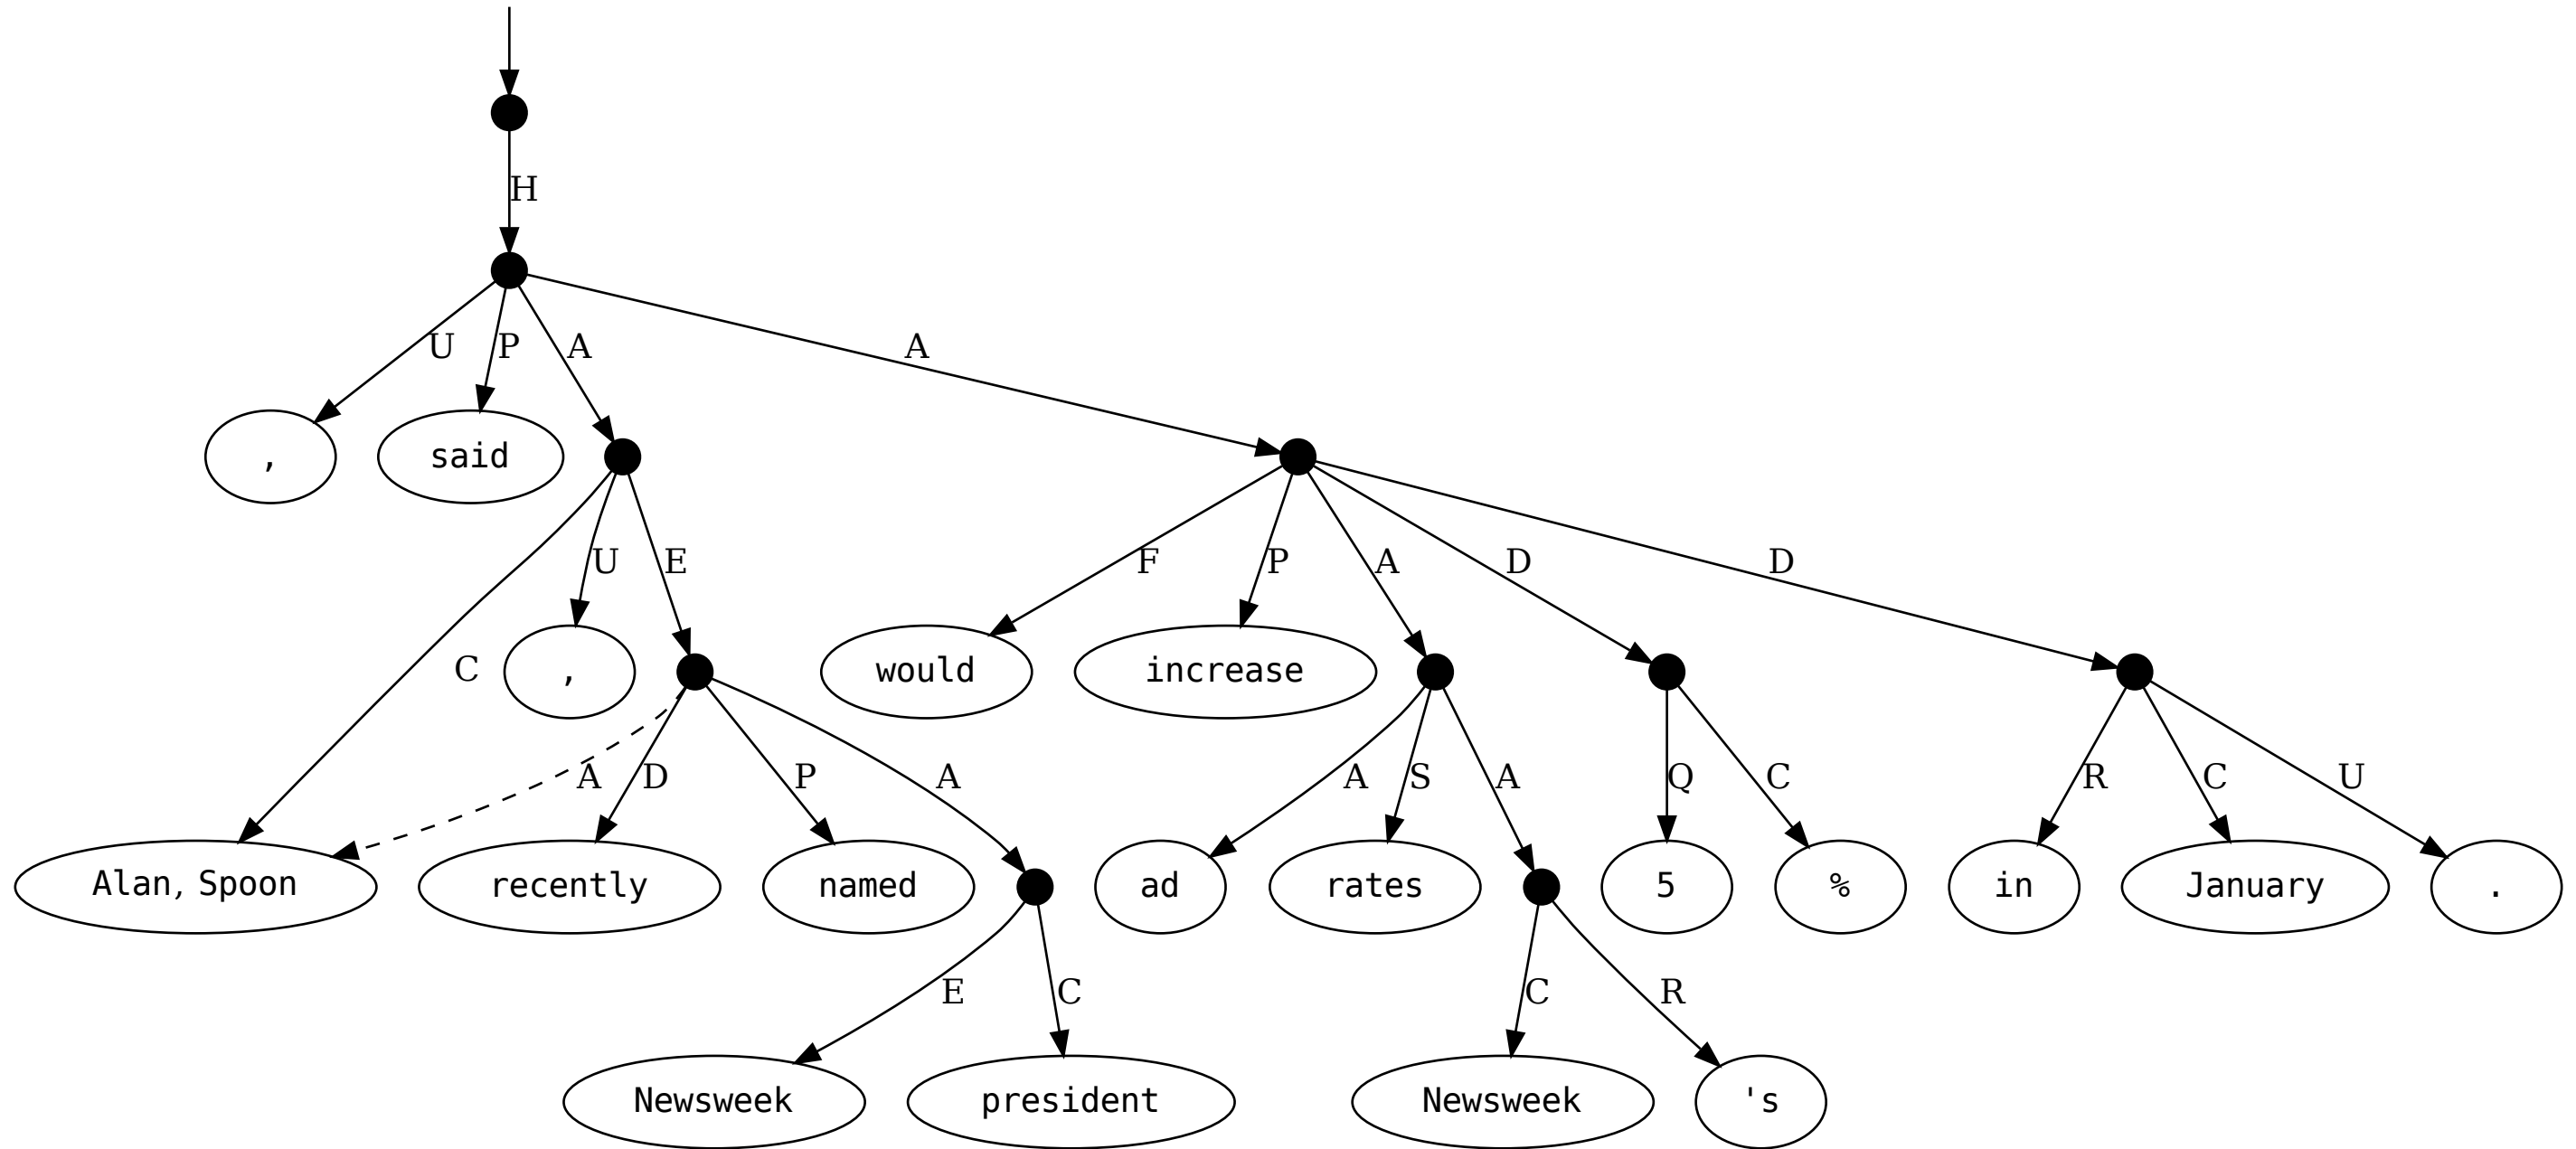 H
U P A A
, said
U E F P A D D
C , would increase
A D P A A S A Q C R C U
Alan, Spoon recently named ad rates 5 % in January .
E C C R
Newsweek president Newsweek 's